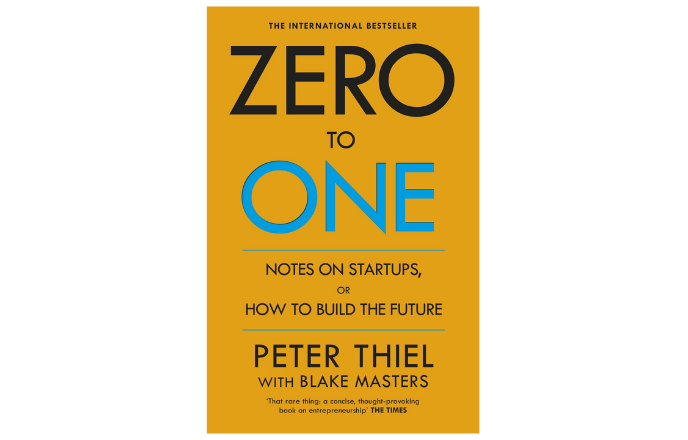 THE INTERNATIONAL BESTSELLER
ZERO
TO
ONE
NOTES ON STARTUPS,
OR
HOW TO BUILD THE FUTURE
PETER THIEL
WITH BLAKE MASTERS
'That rare thing: a concise, thought-provoking
book on entrepreneurship' THE TIMES